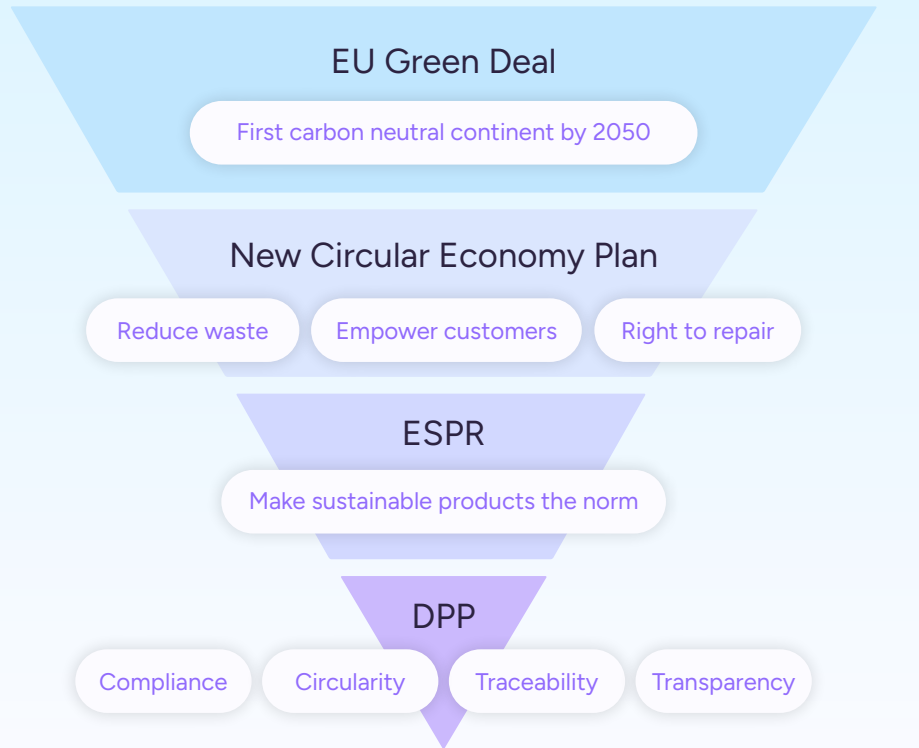 EU Green Deal
First carbon neutral continent by 2050
New Circular Economy Plan
Reduce waste
Empower customers
Right to repair
ESPR
Make sustainable products the norm
DPP
Compliance
Circularity
Traceability
Transparency